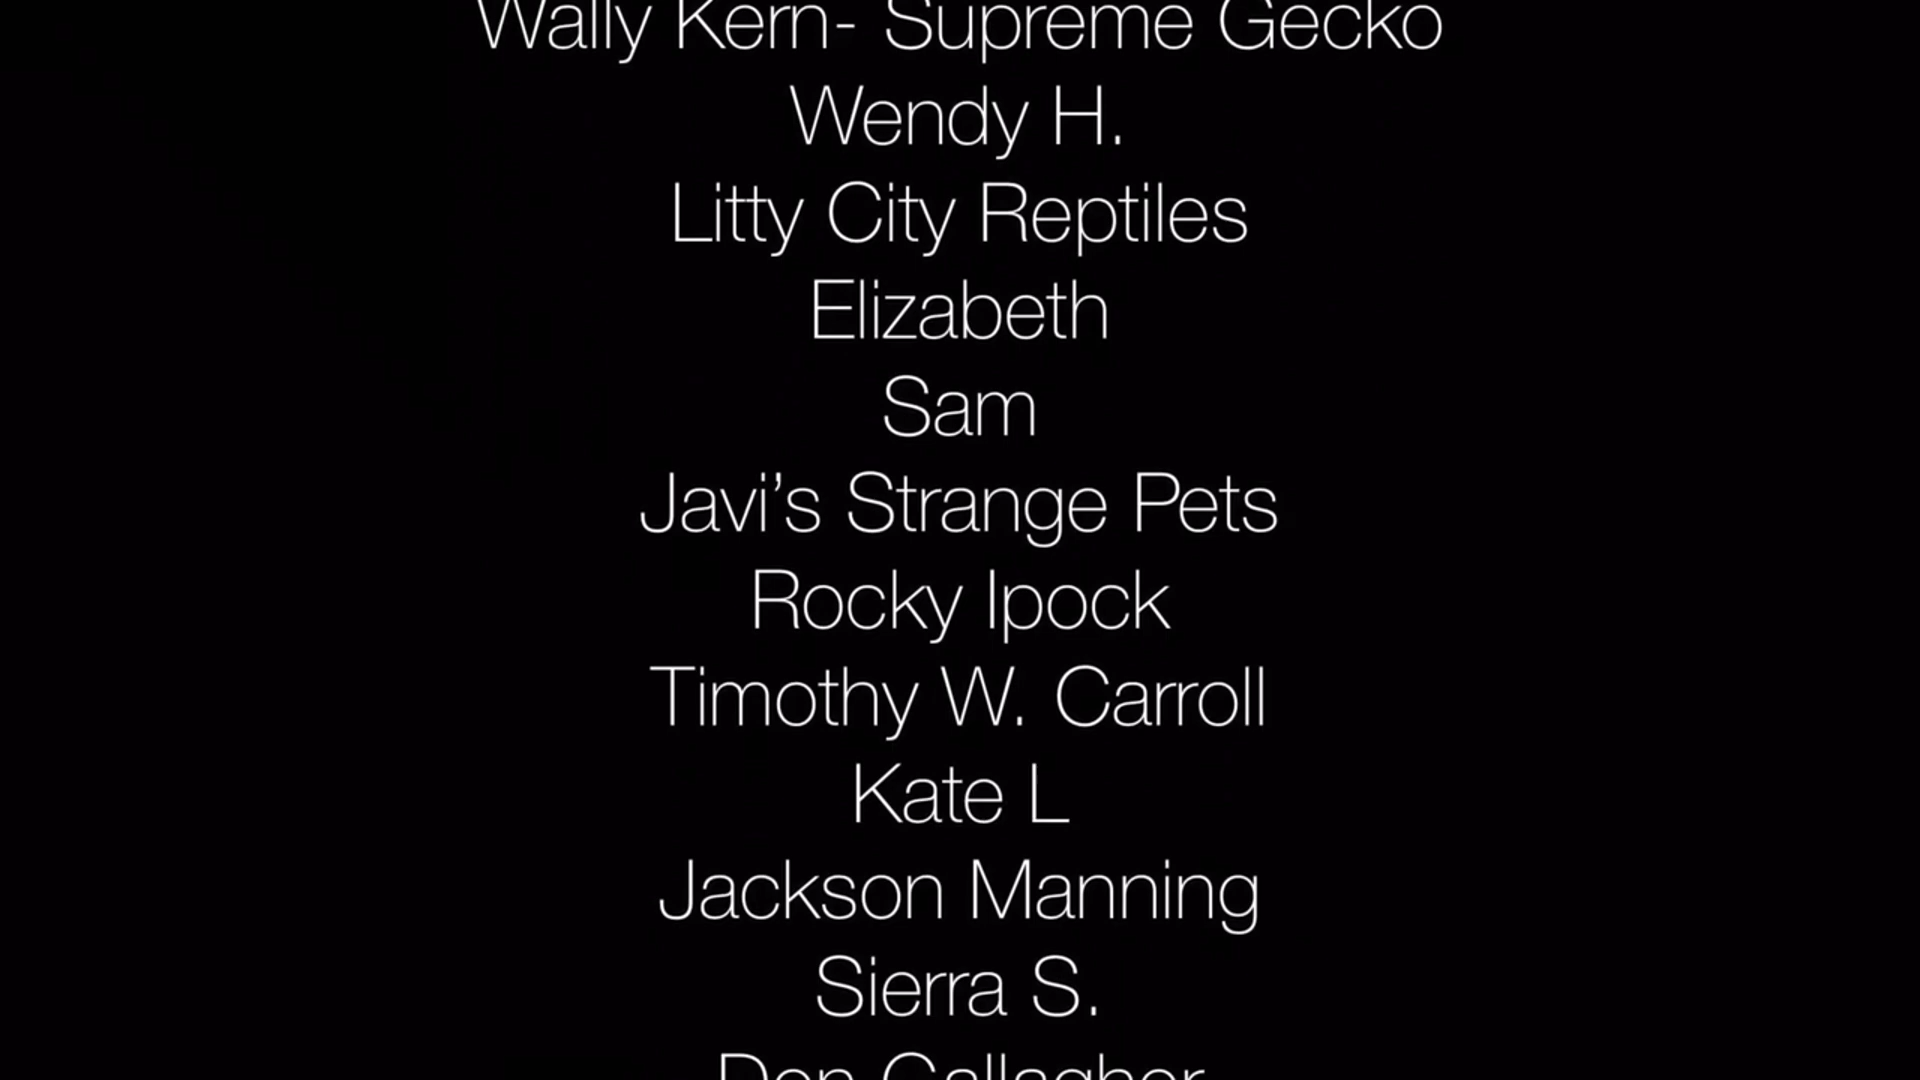 Wally Kern- Supreme Gecko
Wendy H.
Litty City Reptiles
Elizabeth
Sam
Javi’s Strange Pets
Rocky Ipock
Timothy W. Carroll
Kate L
Jackson Manning
Sierra S.
Gallagher